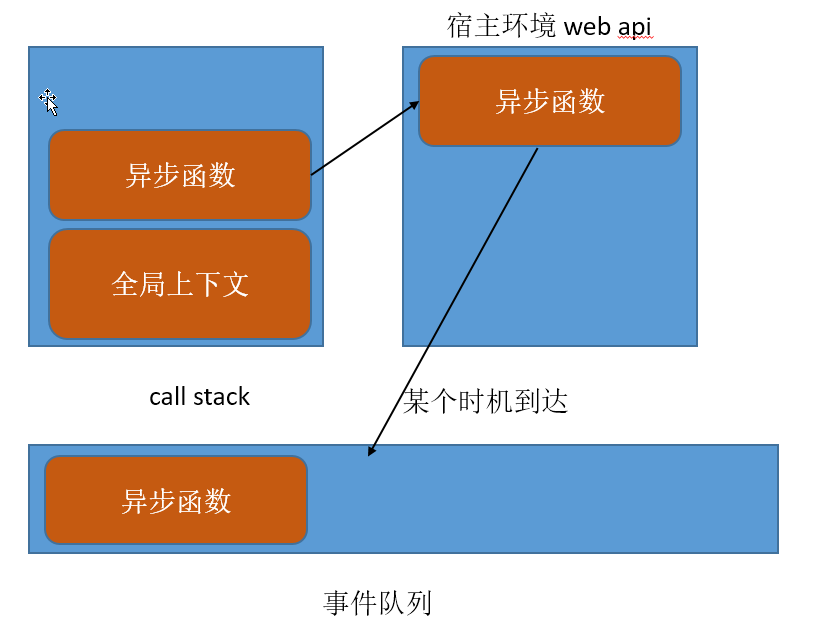 宿主环境 web api
异步函数
异步函数
全局上下文
call stack
某个时机到达
异步函数
事件队列